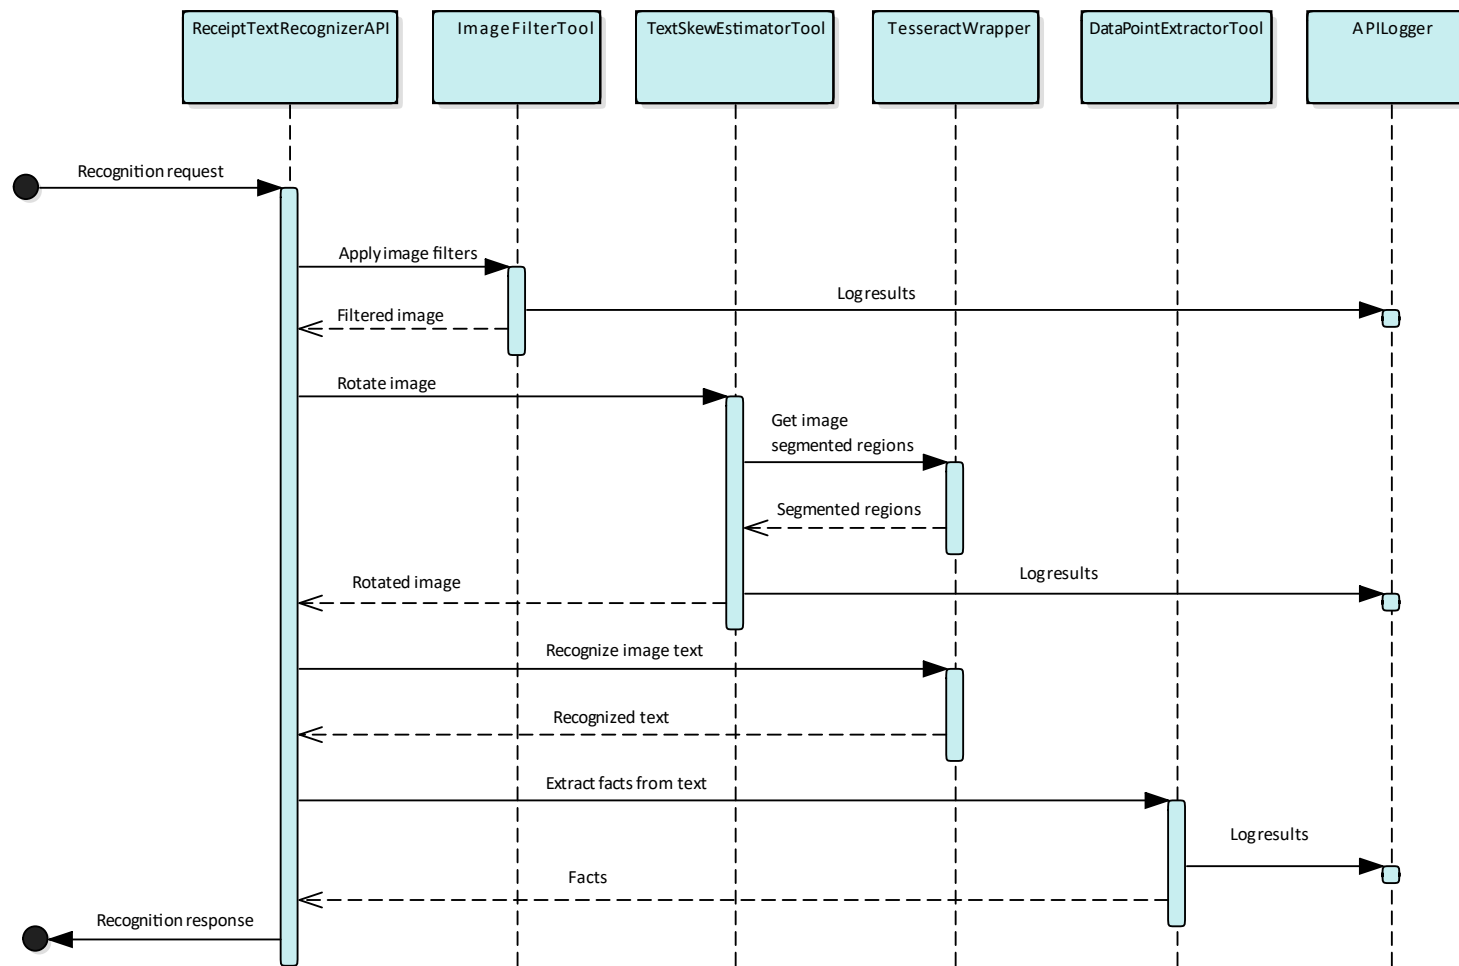 ReceiptTextRecognizerAPI
ImageFilterTool
TextSkewEstimatorTool
TesseractWrapper
DataPointExtractorTool
APILogger
Recognition request
Apply image filters
Log results
Filtered image
Rotate image
Get image
segmented regions
Segmented regions
Log results
Rotated image
Recognize image text
Recognized text
Extract facts from text
Log results
Facts
Recognition response